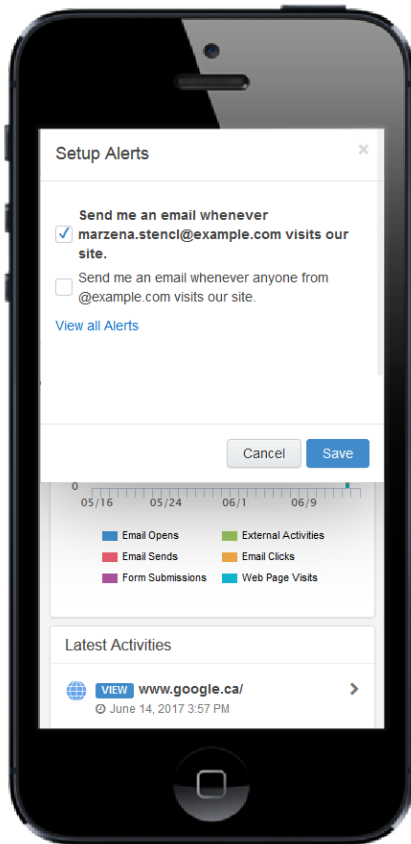 Setup Alerts ×
Send me an email whenever
marzena.stencl@example.com visits our
site.
Send me an email whenever anyone from
@example.com visits our site.
View all Alerts
Cancel Save
0
05/16 05/24 06/1 06/9
Email Opens External Activities
Email Sends Email Clicks
Form Submissions Web Page Visits
Latest Activities
VIEW www.google.ca/
June 14, 2017 3:57 PM